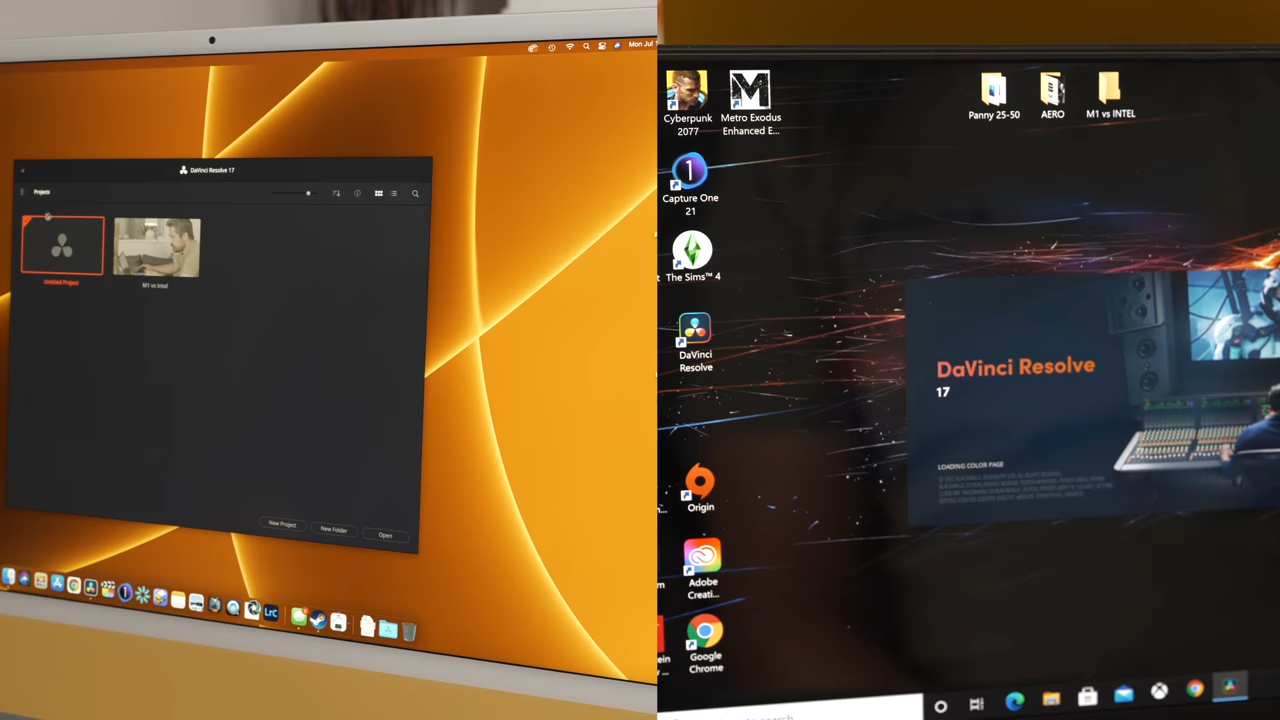 Mon Jul
DaVinci Resolve 17
Projects
Untitled Project
M1 vs Intel
New Project
New Folder
Open
LrC
Cyberpunk
2077
Metro Exodus
Enhanced E...
Capture One
21
The Sims™ 4
DaVinci
Resolve
Origin
Adobe
Creati...
Google
Chrome
Panny 25-50
AERO
M1 vs INTEL
DaVinci Resolve
17
LOADING COLOR PAGE